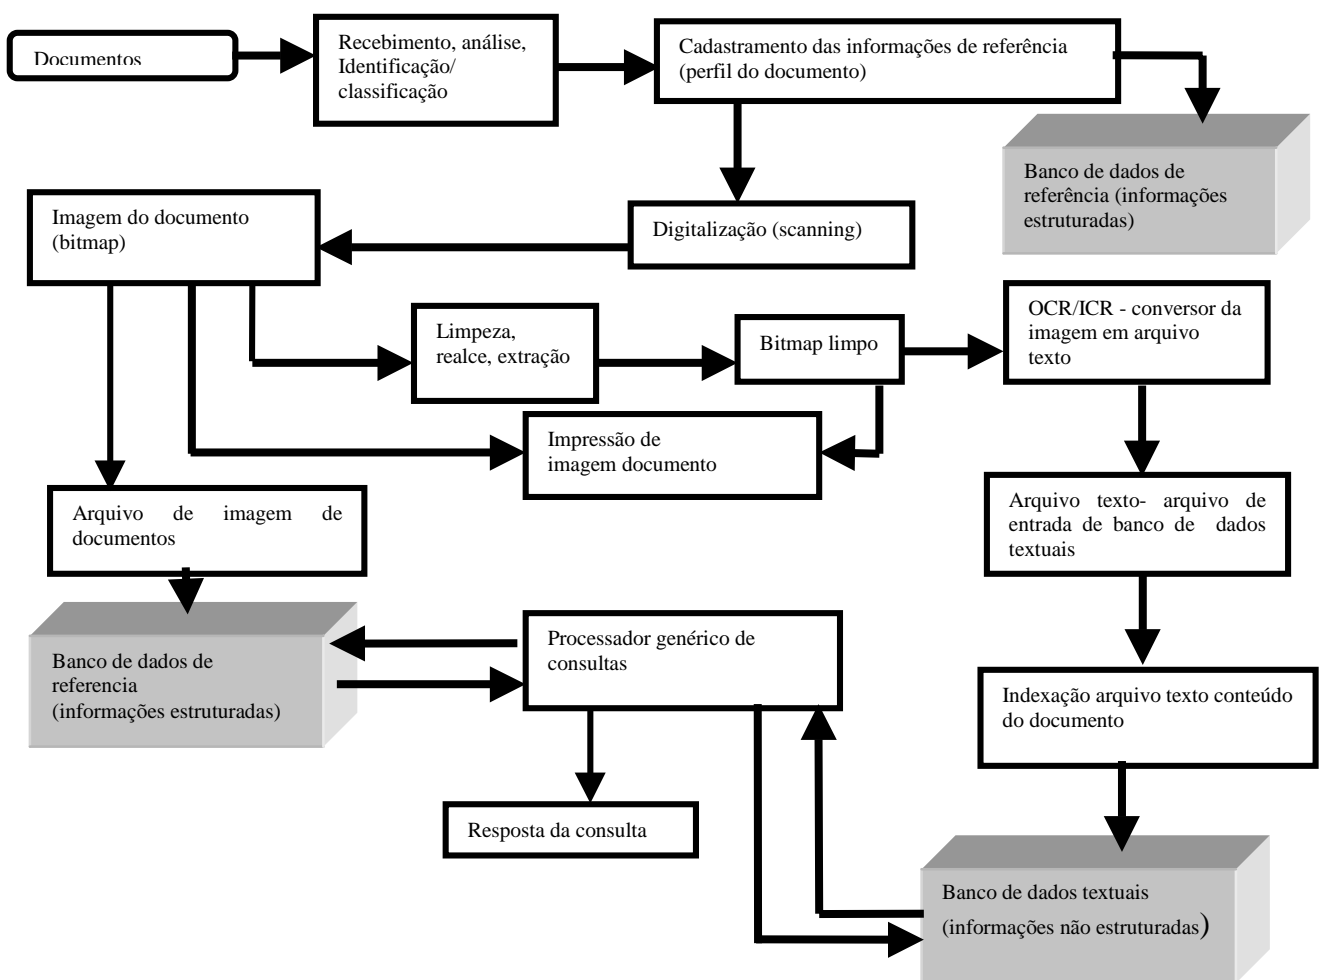 Documentos
Recebimento, análise,
Identificação/
classificação
Cadastramento das informações de referência
(perfil do documento)
Banco de dados de
referência (informações
estruturadas)
Imagem do documento
(bitmap)
Digitalização (scanning)
Limpeza,
realce, extração
Bitmap limpo
OCR/ICR - conversor da
imagem em arquivo
texto
Impressão de
imagem documento
Arquivo de imagem de
documentos
Arquivo texto- arquivo de
entrada de banco de dados
textuais
Banco de dados de
referencia
(informações estruturadas)
Processador genérico de
consultas
Indexação arquivo texto conteúdo
do documento
Resposta da consulta
Banco de dados textuais
(informações não estruturadas)